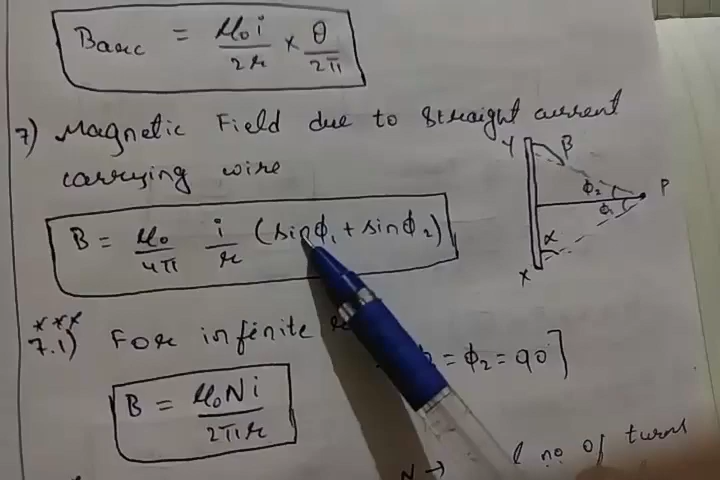 Barc = μ₀i/2r × θ/2π
7) Magnetic Field due to straight current
carrying wire
B = μ₀/4π i/r (sinϕ₁ + sinϕ₂)
Y β ϕ₂ P ϕ₁ α X
***
7.1) For infinite
= ϕ₂ = 90°]
B = μ₀Ni/2πr
N → no of turns